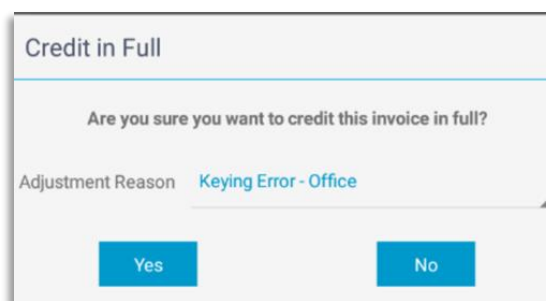 Credit in Full
Are you sure you want to credit this invoice in full?
Adjustment Reason Keying Error - Office
Yes No